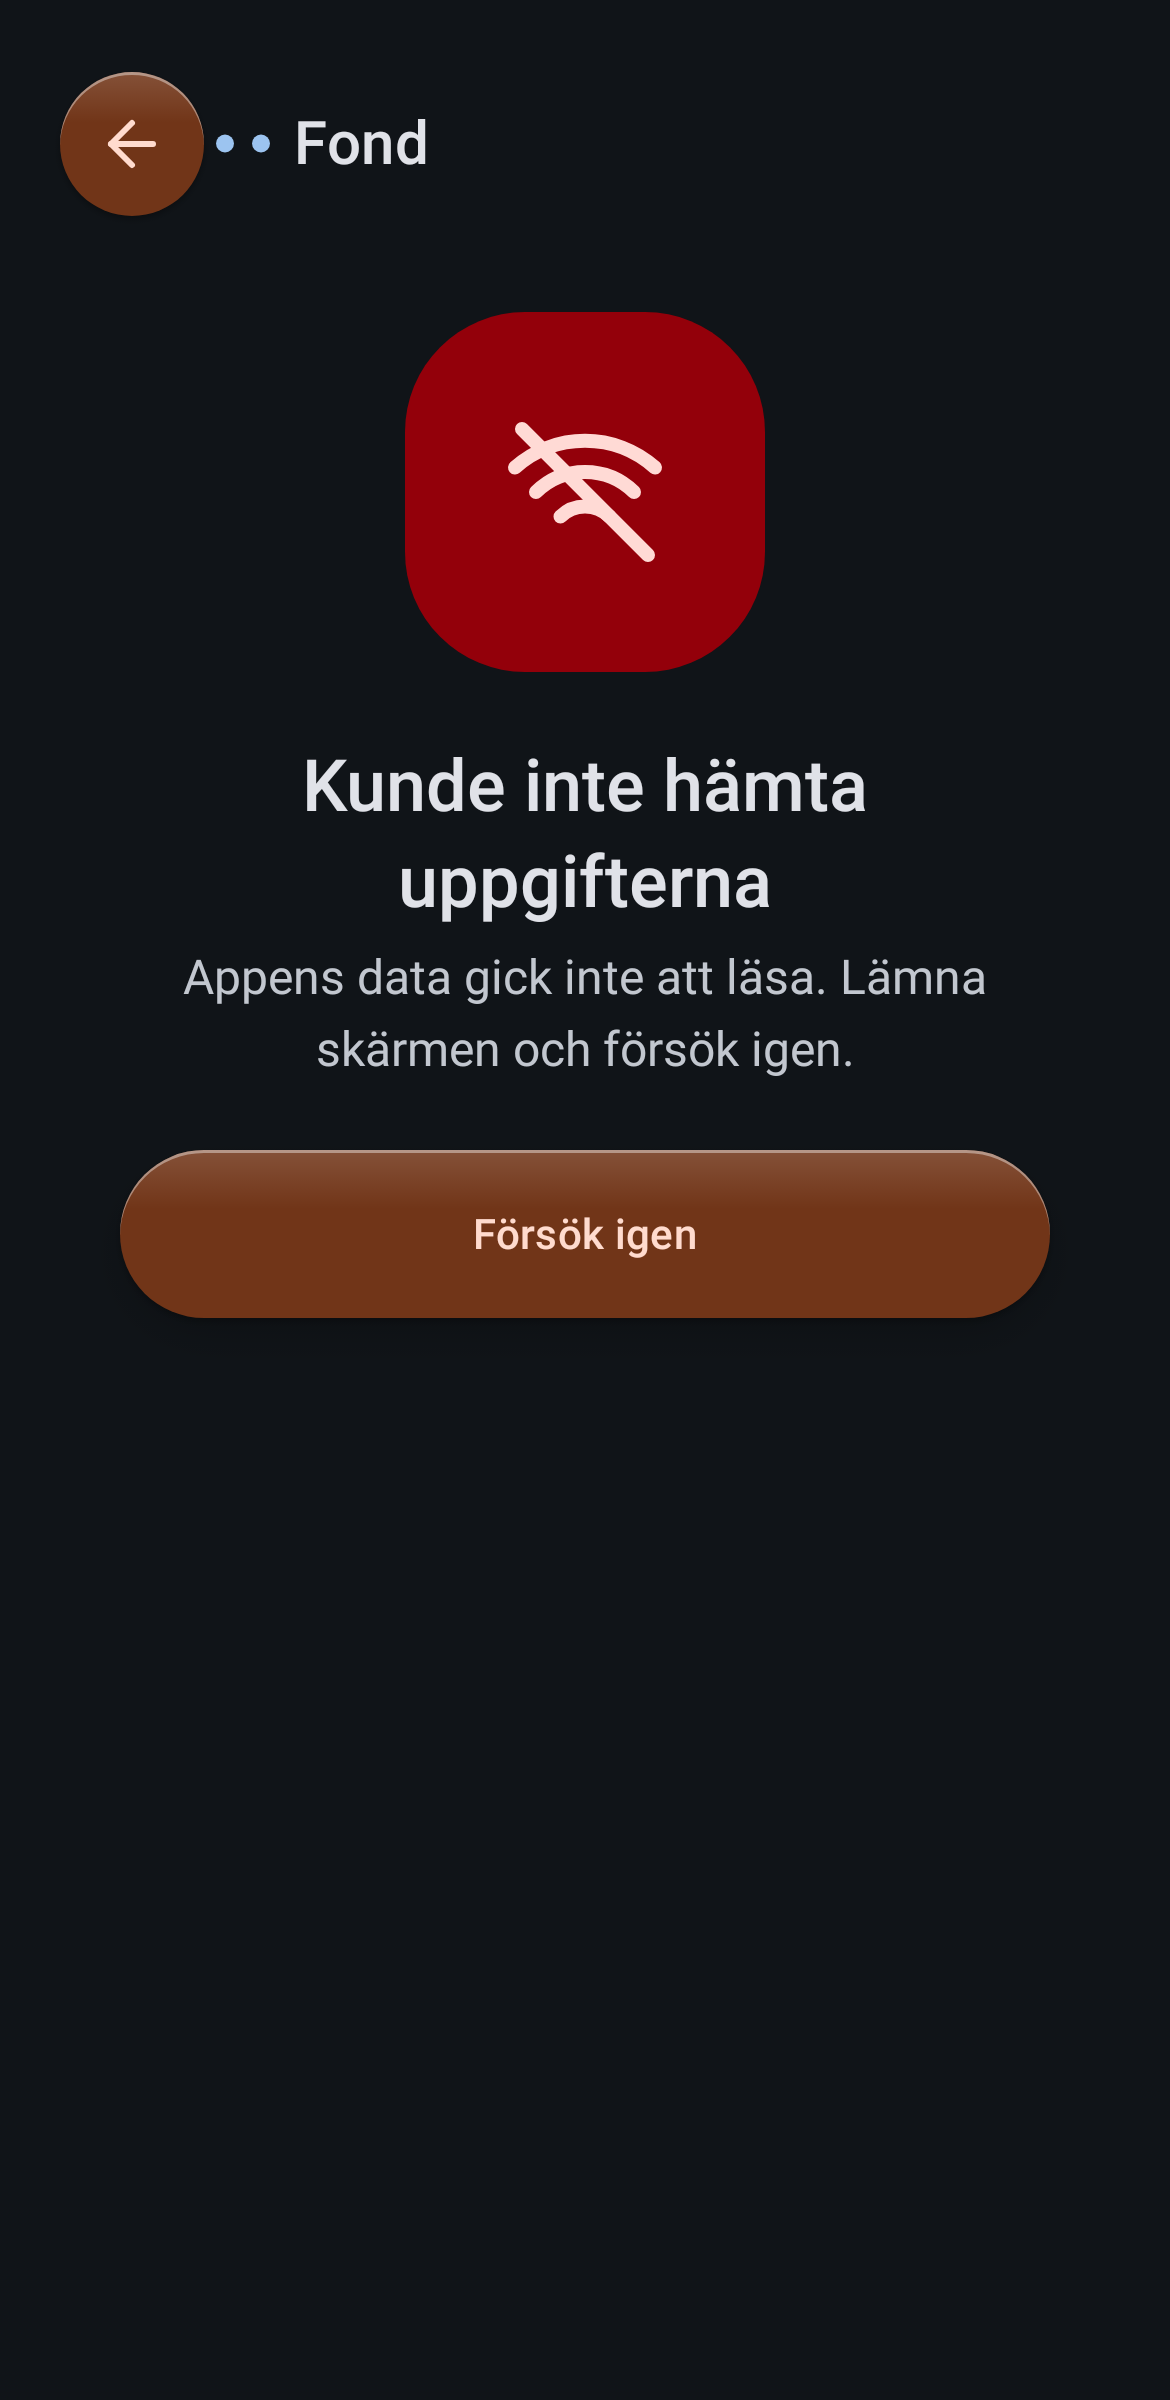 Fond
Kunde inte hämta
uppgifterna
Appens data gick inte att läsa. Lämna
skärmen och försök igen.
Försök igen